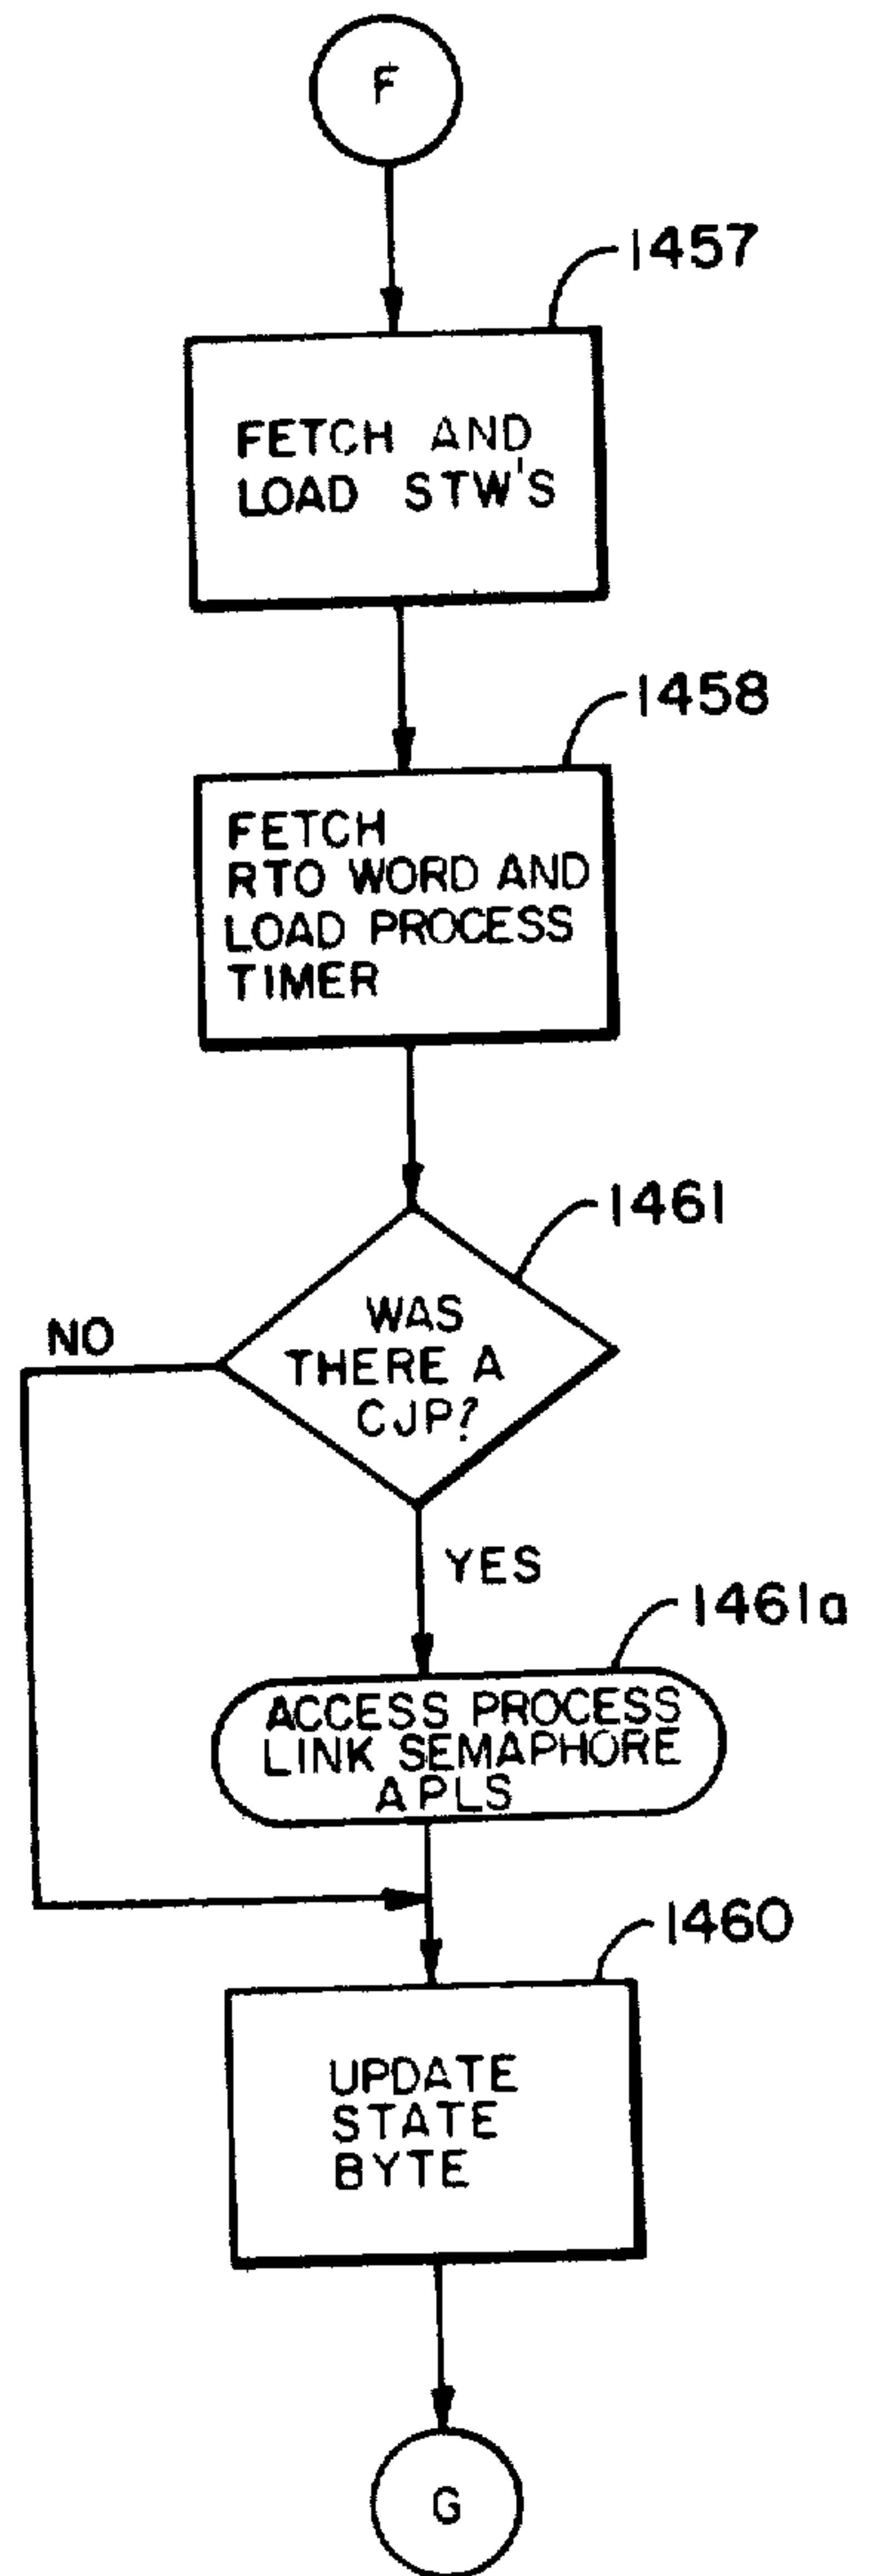 F
1457
FETCH AND
LOAD STW'S
1458
FETCH
RTO WORD AND
LOAD PROCESS
TIMER
1461
WAS
THERE A
CJP?
NO
YES
1461a
ACCESS PROCESS
LINK SEMAPHORE
APLS
1460
UPDATE
STATE
BYTE
G